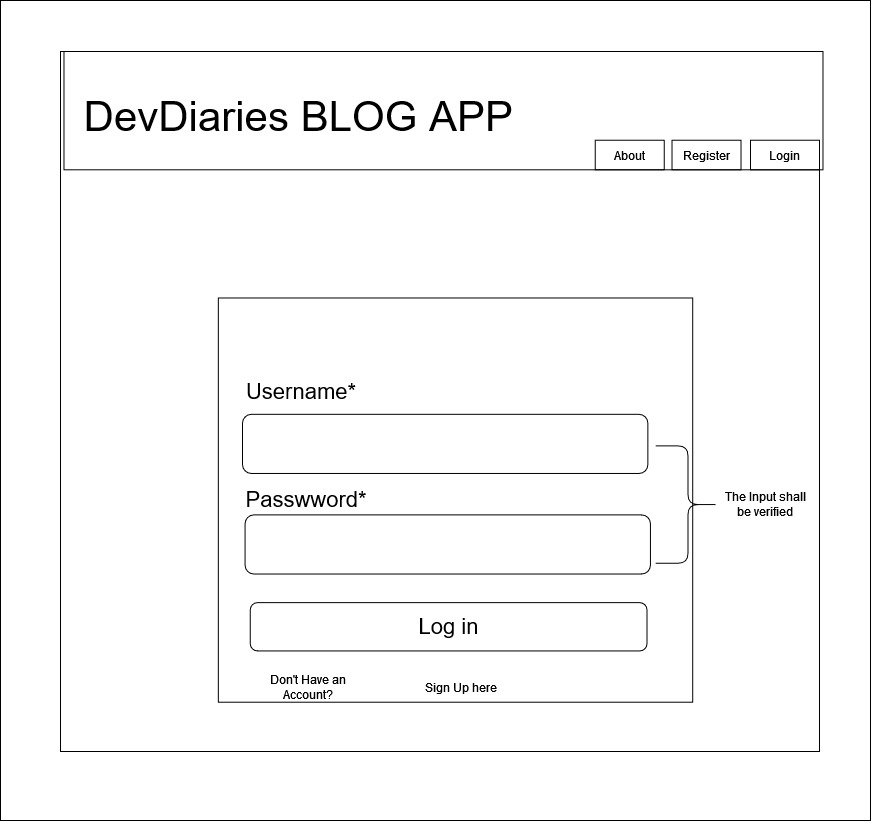 DevDiaries BLOG APP
About
Register
Login
Username*
Passwword*
The Input shall
be verified
Log in
Don't Have an
Account?
Sign Up here